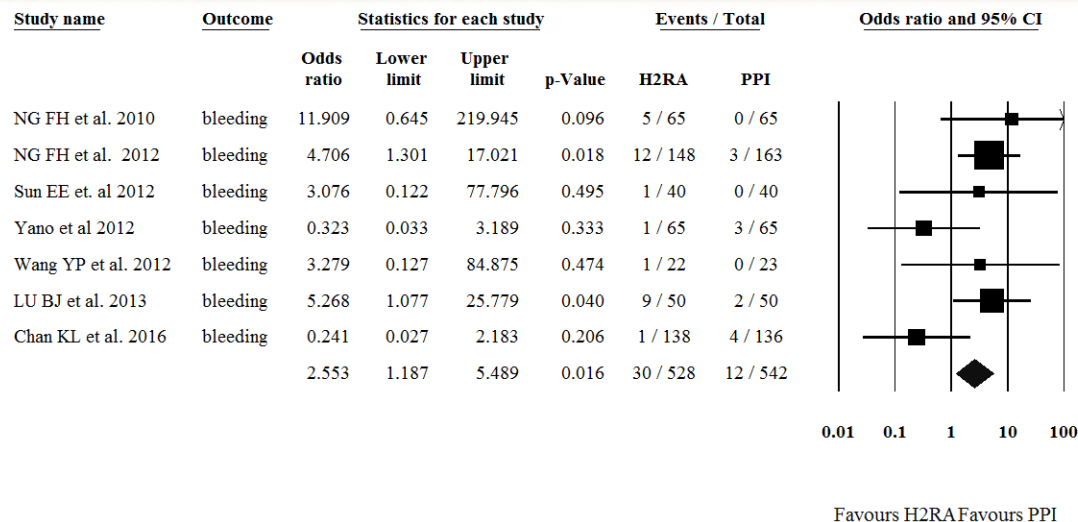 Study name Outcome Statistics for each study Events / Total Odds ratio and 95% CI
Odds Lower Upper
ratio limit limit p-Value H2RA PPI
NG FH et al. 2010 bleeding 11.909 0.645 219.945 0.096 5 / 65 0 / 65
NG FH et al. 2012 bleeding 4.706 1.301 17.021 0.018 12 / 148 3 / 163
Sun EE et. al 2012 bleeding 3.076 0.122 77.796 0.495 1 / 40 0 / 40
Yano et al 2012 bleeding 0.323 0.033 3.189 0.333 1 / 65 3 / 65
Wang YP et al. 2012 bleeding 3.279 0.127 84.875 0.474 1 / 22 0 / 23
LU BJ et al. 2013 bleeding 5.268 1.077 25.779 0.040 9 / 50 2 / 50
Chan KL et al. 2016 bleeding 0.241 0.027 2.183 0.206 1 / 138 4 / 136
2.553 1.187 5.489 0.016 30 / 528 12 / 542
0.01 0.1 1 10 100
Favours H2RA Favours PPI